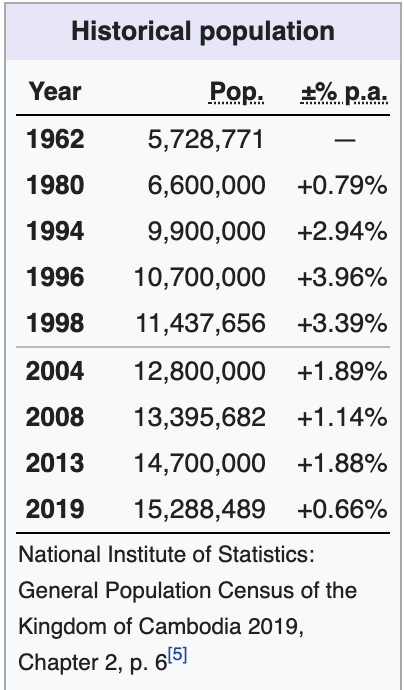 Historical population
Year Pop. ±% p.a.
1962 5,728,771 —
1980 6,600,000 +0.79%
1994 9,900,000 +2.94%
1996 10,700,000 +3.96%
1998 11,437,656 +3.39%
2004 12,800,000 +1.89%
2008 13,395,682 +1.14%
2013 14,700,000 +1.88%
2019 15,288,489 +0.66%
National Institute of Statistics:
General Population Census of the
Kingdom of Cambodia 2019,
Chapter 2, p. 6[5]